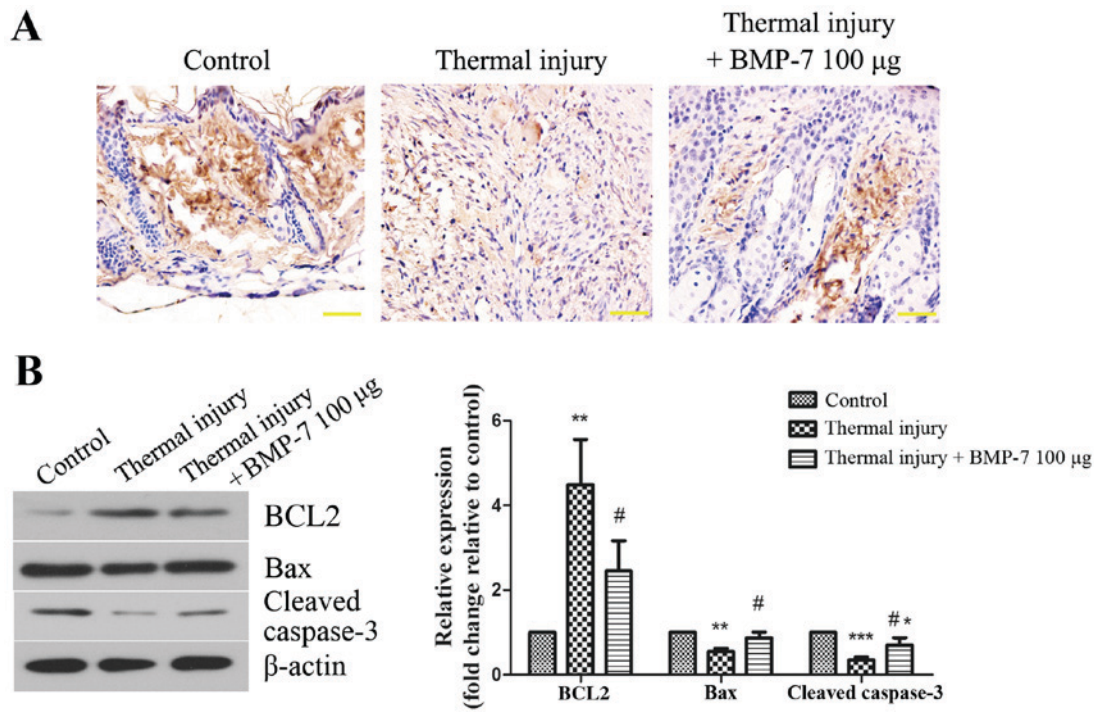 A
Control
Thermal injury
Thermal injury
+ BMP-7 100 µg
B
Control
Thermal injury
Thermal injury
+ BMP-7 100 µg
BCL2
Bax
Cleaved
caspase-3
β-actin
Relative expression
(fold change relative to control)
6
4
2
0
**
#
**
#
***
# *
BCL2
Bax
Cleaved caspase-3
Control
Thermal injury
Thermal injury + BMP-7 100 µg